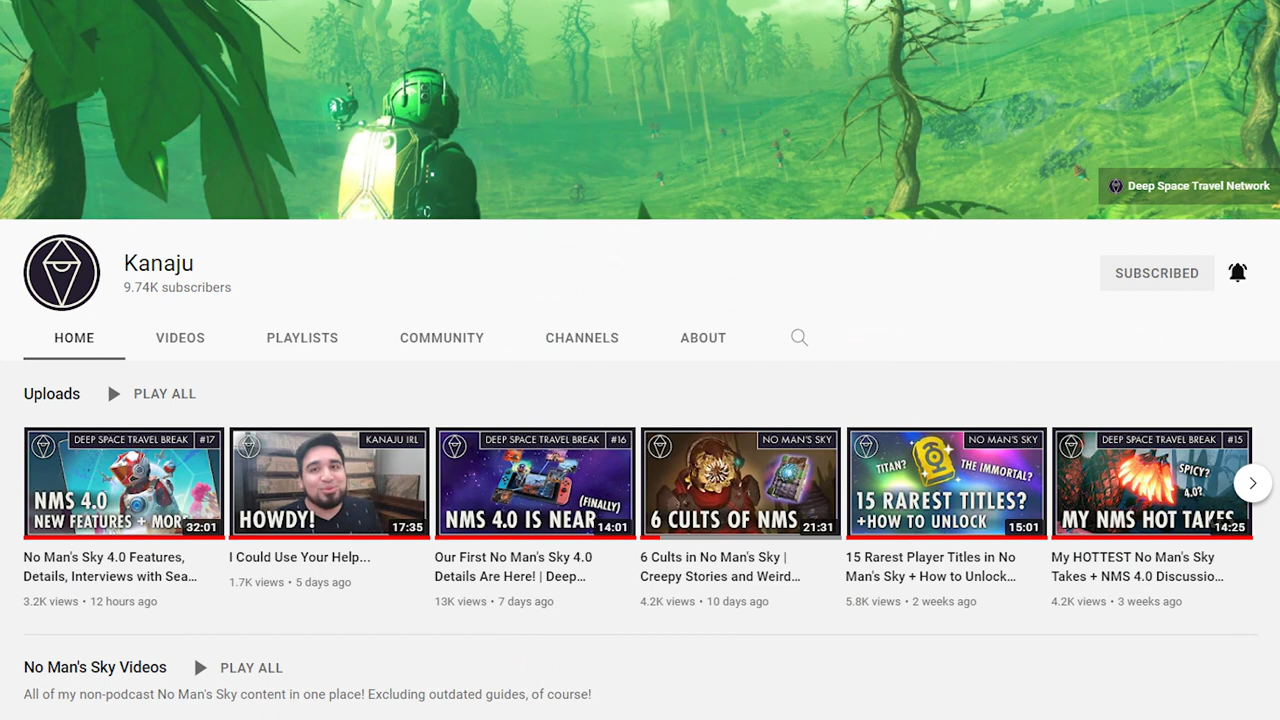 Deep Space Travel Network
Kanaju
9.74K subscribers
SUBSCRIBED
HOME VIDEOS PLAYLISTS COMMUNITY CHANNELS ABOUT
Uploads PLAY ALL
DEEP SPACE TRAVEL BREAK #17
NMS 4.0
NEW FEATURES + MOR
32:01
No Man's Sky 4.0 Features,
Details, Interviews with Sea...
3.2K views • 12 hours ago
KANAJU IRL
HOWDY!
17:35
I Could Use Your Help...
1.7K views • 5 days ago
DEEP SPACE TRAVEL BREAK #16
(FINALLY)
NMS 4.0 IS NEAR
14:01
Our First No Man's Sky 4.0
Details Are Here! | Deep...
13K views • 7 days ago
NO MAN'S SKY
6 CULTS OF NMS
21:31
6 Cults in No Man's Sky |
Creepy Stories and Weird...
4.2K views • 10 days ago
NO MAN'S SKY
TITAN?
THE IMMORTAL?
15 RAREST TITLES?
+HOW TO UNLOCK
15:01
15 Rarest Player Titles in No
Man's Sky + How to Unlock...
5.8K views • 2 weeks ago
DEEP SPACE TRAVEL BREAK #15
SPICY?
4.0?
MY NMS HOT TAKES
14:25
My HOTTEST No Man's Sky
Takes + NMS 4.0 Discussio...
4.2K views • 3 weeks ago
No Man's Sky Videos PLAY ALL
All of my non-podcast No Man's Sky content in one place! Excluding outdated guides, of course!